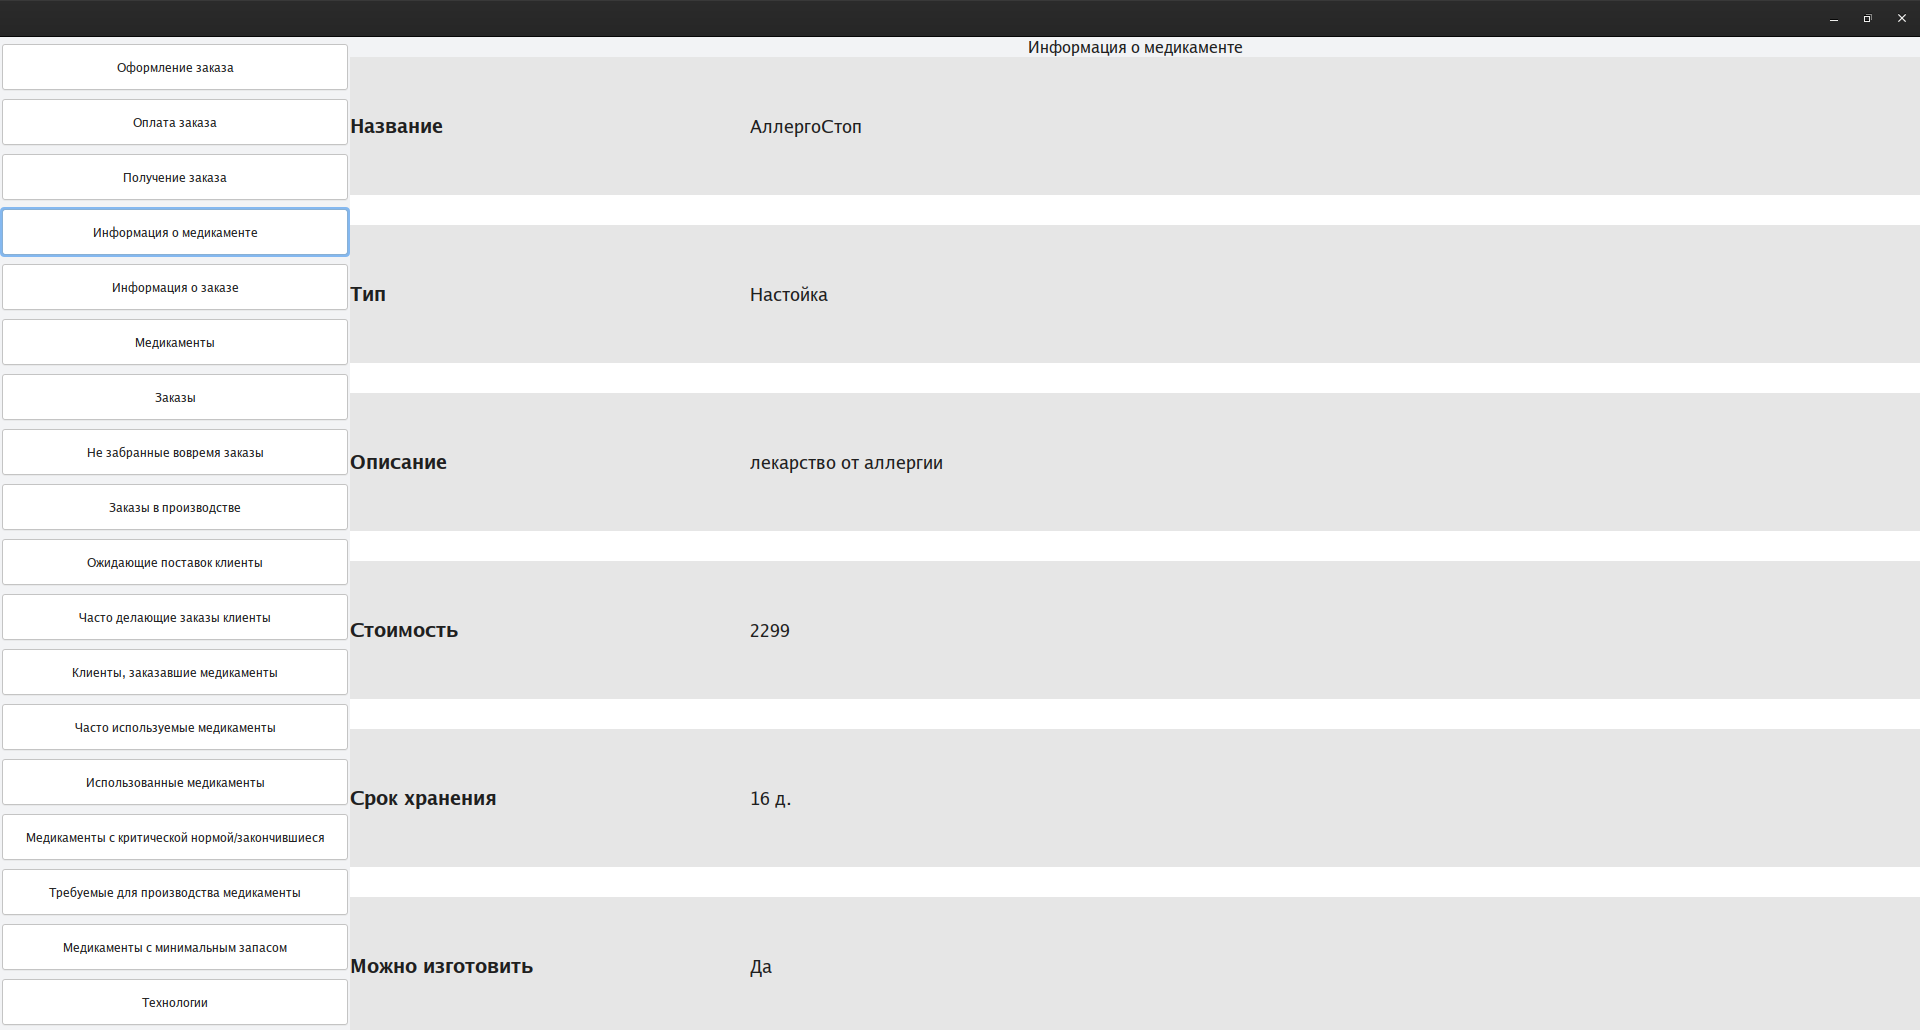 Информация о медикаменте
Оформление заказа
Оплата заказа
Получение заказа
Информация о медикаменте
Информация о заказе
Медикаменты
Заказы
Не забранные вовремя заказы
Заказы в производстве
Ожидающие поставок клиенты
Часто делающие заказы клиенты
Клиенты, заказавшие медикаменты
Часто используемые медикаменты
Использованные медикаменты
Медикаменты с критической нормой/закончившиеся
Требуемые для производства медикаменты
Медикаменты с минимальным запасом
Технологии
Название АллергоСтоп
Тип Настойка
Описание лекарство от аллергии
Стоимость 2299
Срок хранения 16 д.
Можно изготовить Да